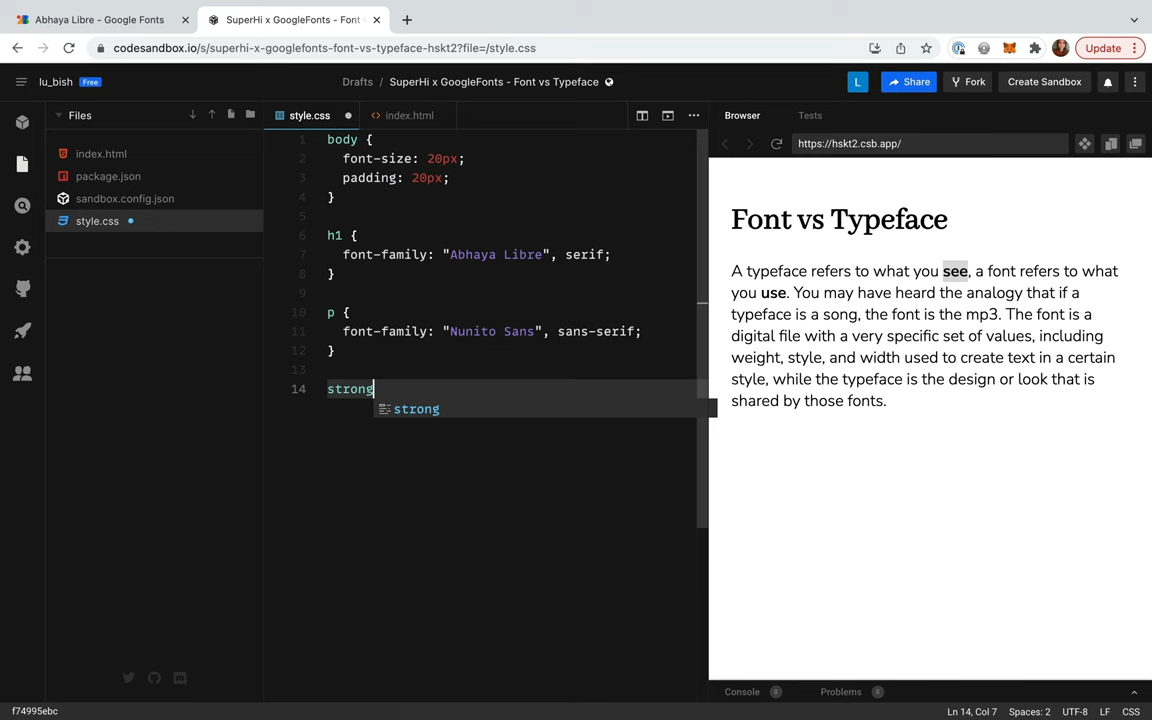 Abhaya Libre - Google Fonts
SuperHi x GoogleFonts - Font v
codesandbox.io/s/superhi-x-googlefonts-font-vs-typeface-hskt2?file=/style.css
Update
lu_bish Free
Drafts / SuperHi x GoogleFonts - Font vs Typeface
L
Share
Fork
Create Sandbox
Files
style.css
index.html
Browser
Tests
https://hskt2.csb.app/
index.html
package.json
sandbox.config.json
style.css
1 body {
2 font-size: 20px;
3 padding: 20px;
4 }
5
6 h1 {
7 font-family: "Abhaya Libre", serif;
8 }
9
10 p {
11 font-family: "Nunito Sans", sans-serif;
12 }
13
14 strong
strong
Font vs Typeface
A typeface refers to what you see, a font refers to what
you use. You may have heard the analogy that if a
typeface is a song, the font is the mp3. The font is a
digital file with a very specific set of values, including
weight, style, and width used to create text in a certain
style, while the typeface is the design or look that is
shared by those fonts.
Console 0
Problems 0
f74995ebc
Ln 14, Col 7
Spaces: 2
UTF-8
LF
CSS